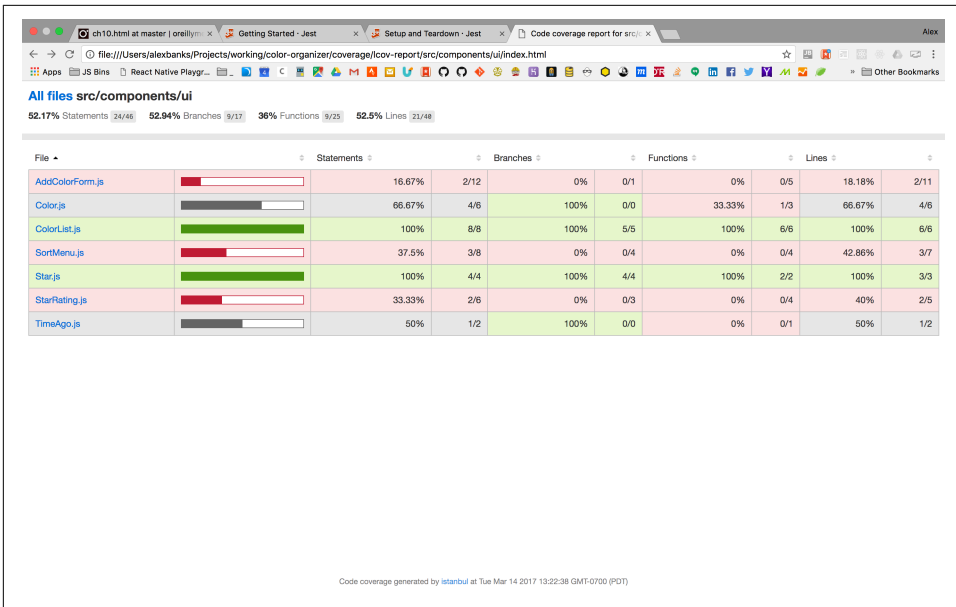 ch10.html at master | oreillym
Getting Started · Jest
Setup and Teardown · Jest
Code coverage report for src/c
Alex
file:///Users/alexbanks/Projects/working/color-organizer/coverage/lcov-report/src/components/ui/index.html
Apps JS Bins React Native Playgr... Other Bookmarks
All files src/components/ui
52.17% Statements 24/46 52.94% Branches 9/17 36% Functions 9/25 52.5% Lines 21/40
File Statements Branches Functions Lines
AddColorForm.js 16.67% 2/12 0% 0/1 0% 0/5 18.18% 2/11
Color.js 66.67% 4/6 100% 0/0 33.33% 1/3 66.67% 4/6
ColorList.js 100% 8/8 100% 5/5 100% 6/6 100% 6/6
SortMenu.js 37.5% 3/8 0% 0/4 0% 0/4 42.86% 3/7
Star.js 100% 4/4 100% 4/4 100% 2/2 100% 3/3
StarRating.js 33.33% 2/6 0% 0/3 0% 0/4 40% 2/5
TimeAgo.js 50% 1/2 100% 0/0 0% 0/1 50% 1/2
Code coverage generated by istanbul at Tue Mar 14 2017 13:22:38 GMT-0700 (PDT)